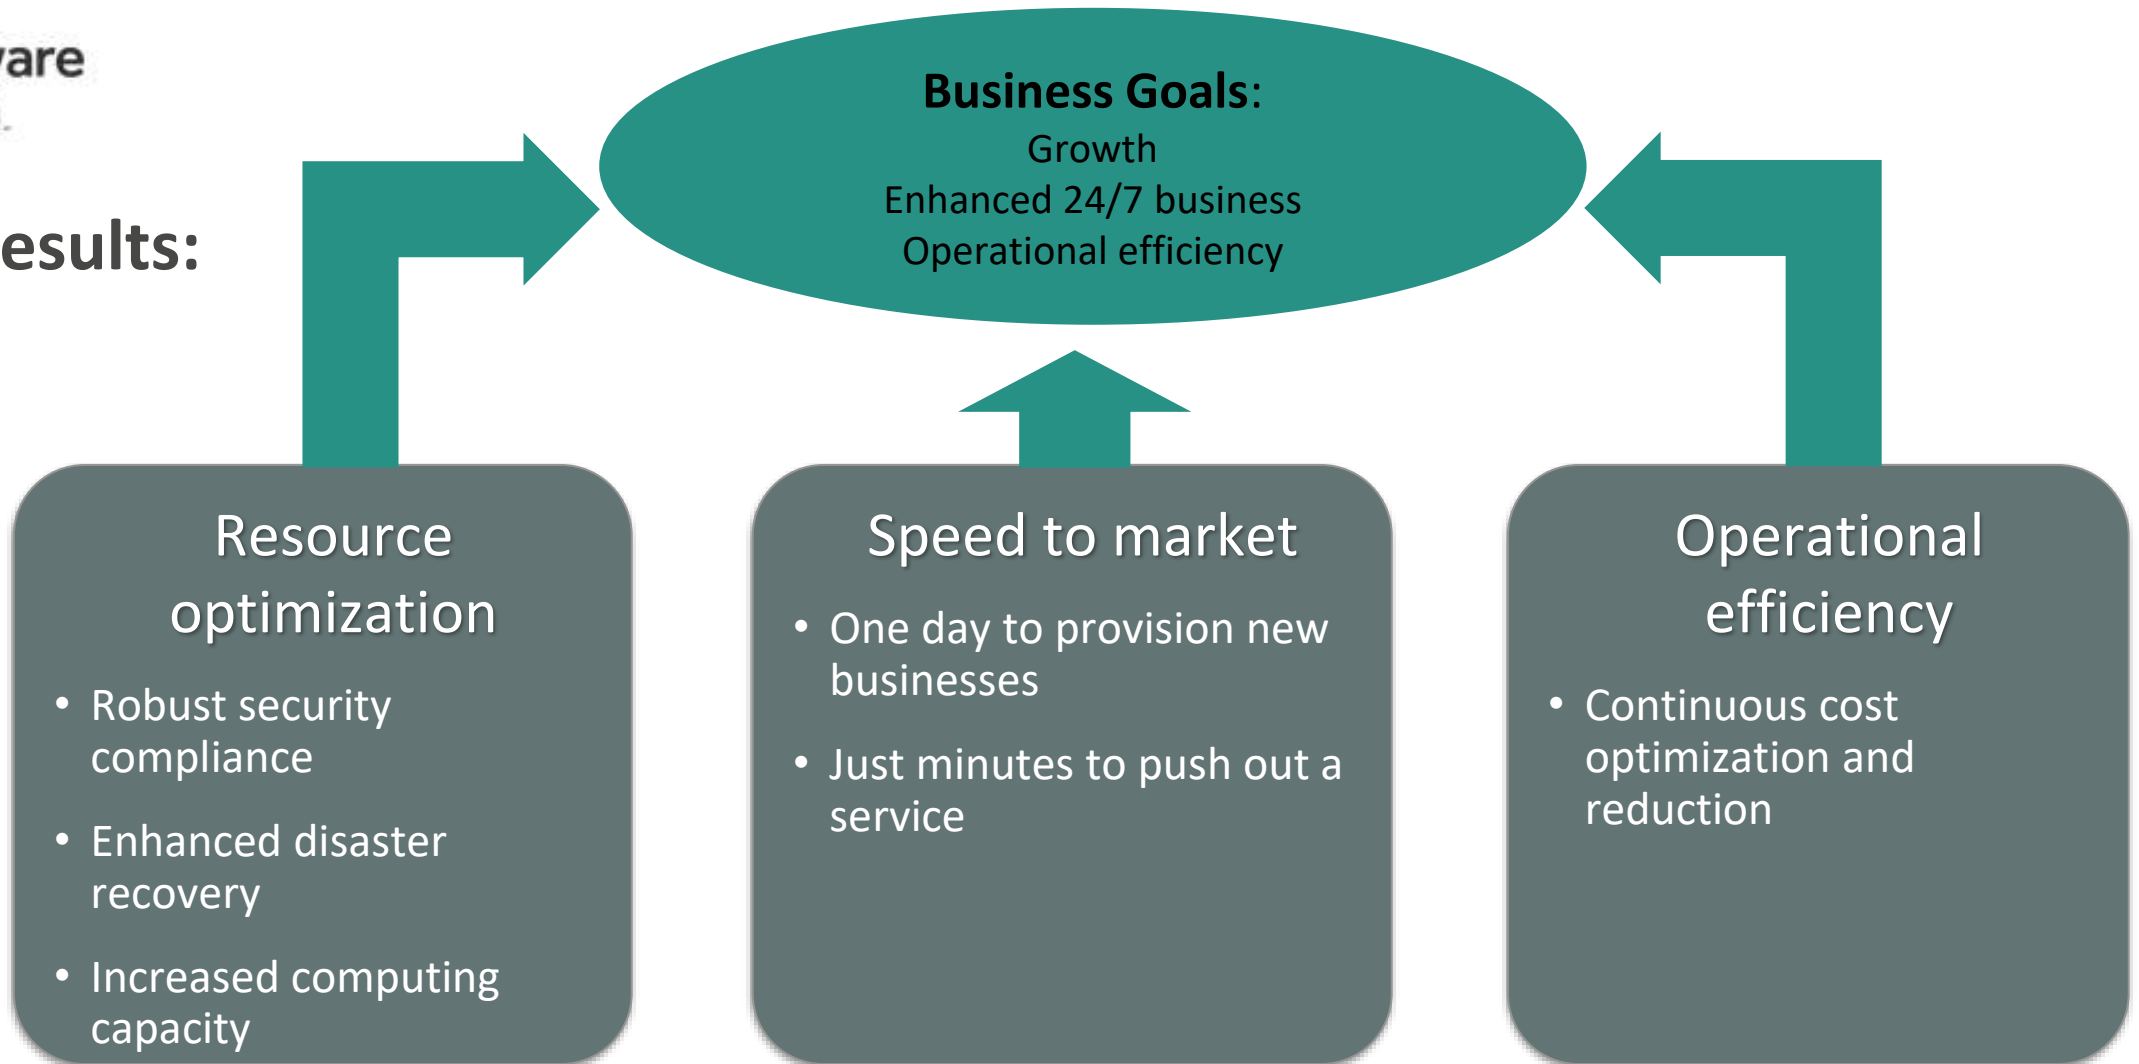 ware
esults:
Business Goals:
Growth
Enhanced 24/7 business
Operational efficiency
Resource
optimization
• Robust security
compliance
• Enhanced disaster
recovery
• Increased computing
capacity
Speed to market
• One day to provision new
businesses
• Just minutes to push out a
service
Operational
efficiency
• Continuous cost
optimization and
reduction